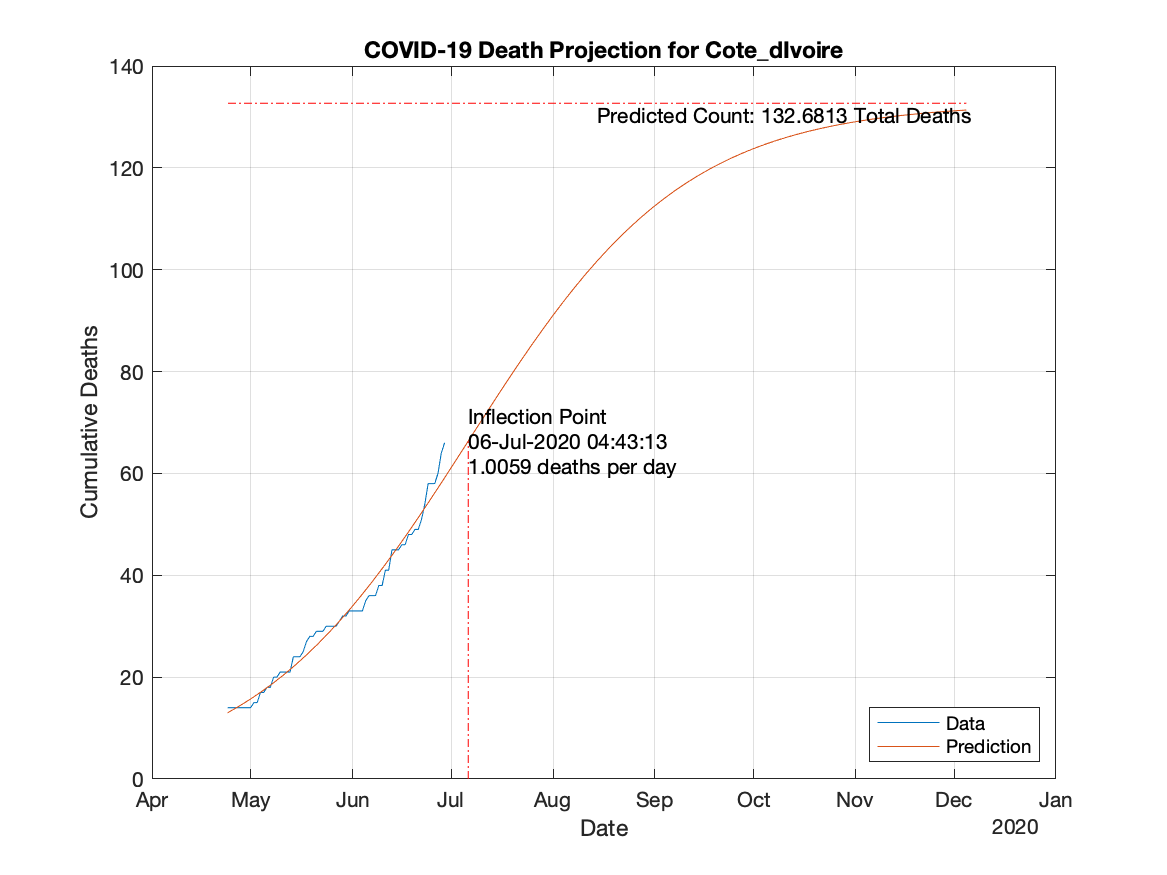 COVID-19 Death Projection for Cote_dIvoire
140
120
100
80
60
40
20
0
Cumulative Deaths
Predicted Count: 132.6813 Total Deaths
Inflection Point
06-Jul-2020 04:43:13
1.0059 deaths per day
Data
Prediction
Apr May Jun Jul Aug Sep Oct Nov Dec Jan
Date
2020